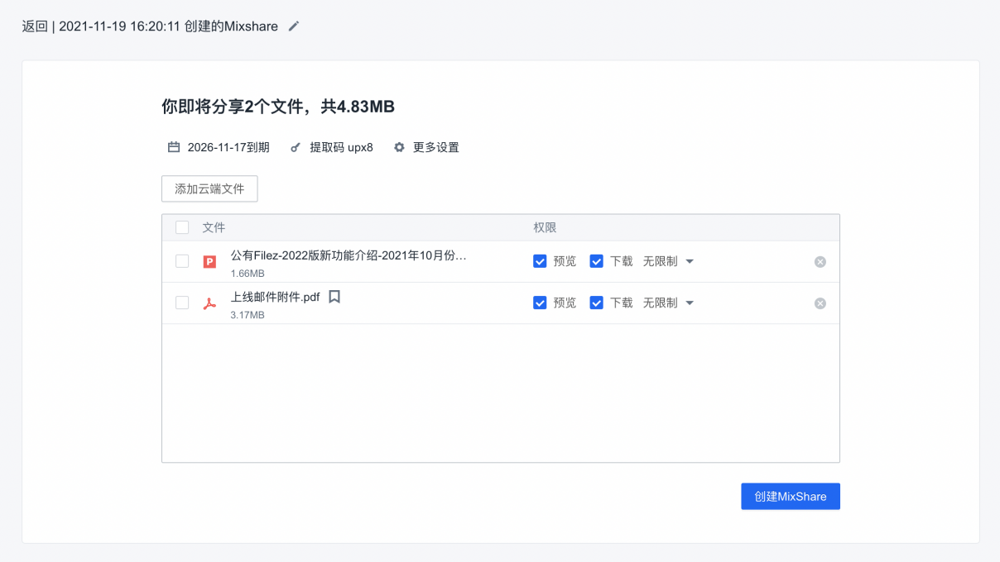 返回 | 2021-11-19 16:20:11 创建的Mixshare
你即将分享2个文件，共4.83MB
2026-11-17到期 提取码 upx8 更多设置
添加云端文件
文件 权限
P 公有Filez-2022版新功能介绍-2021年10月份... 预览 下载 无限制
1.66MB
上线邮件附件.pdf 预览 下载 无限制
3.17MB
创建MixShare